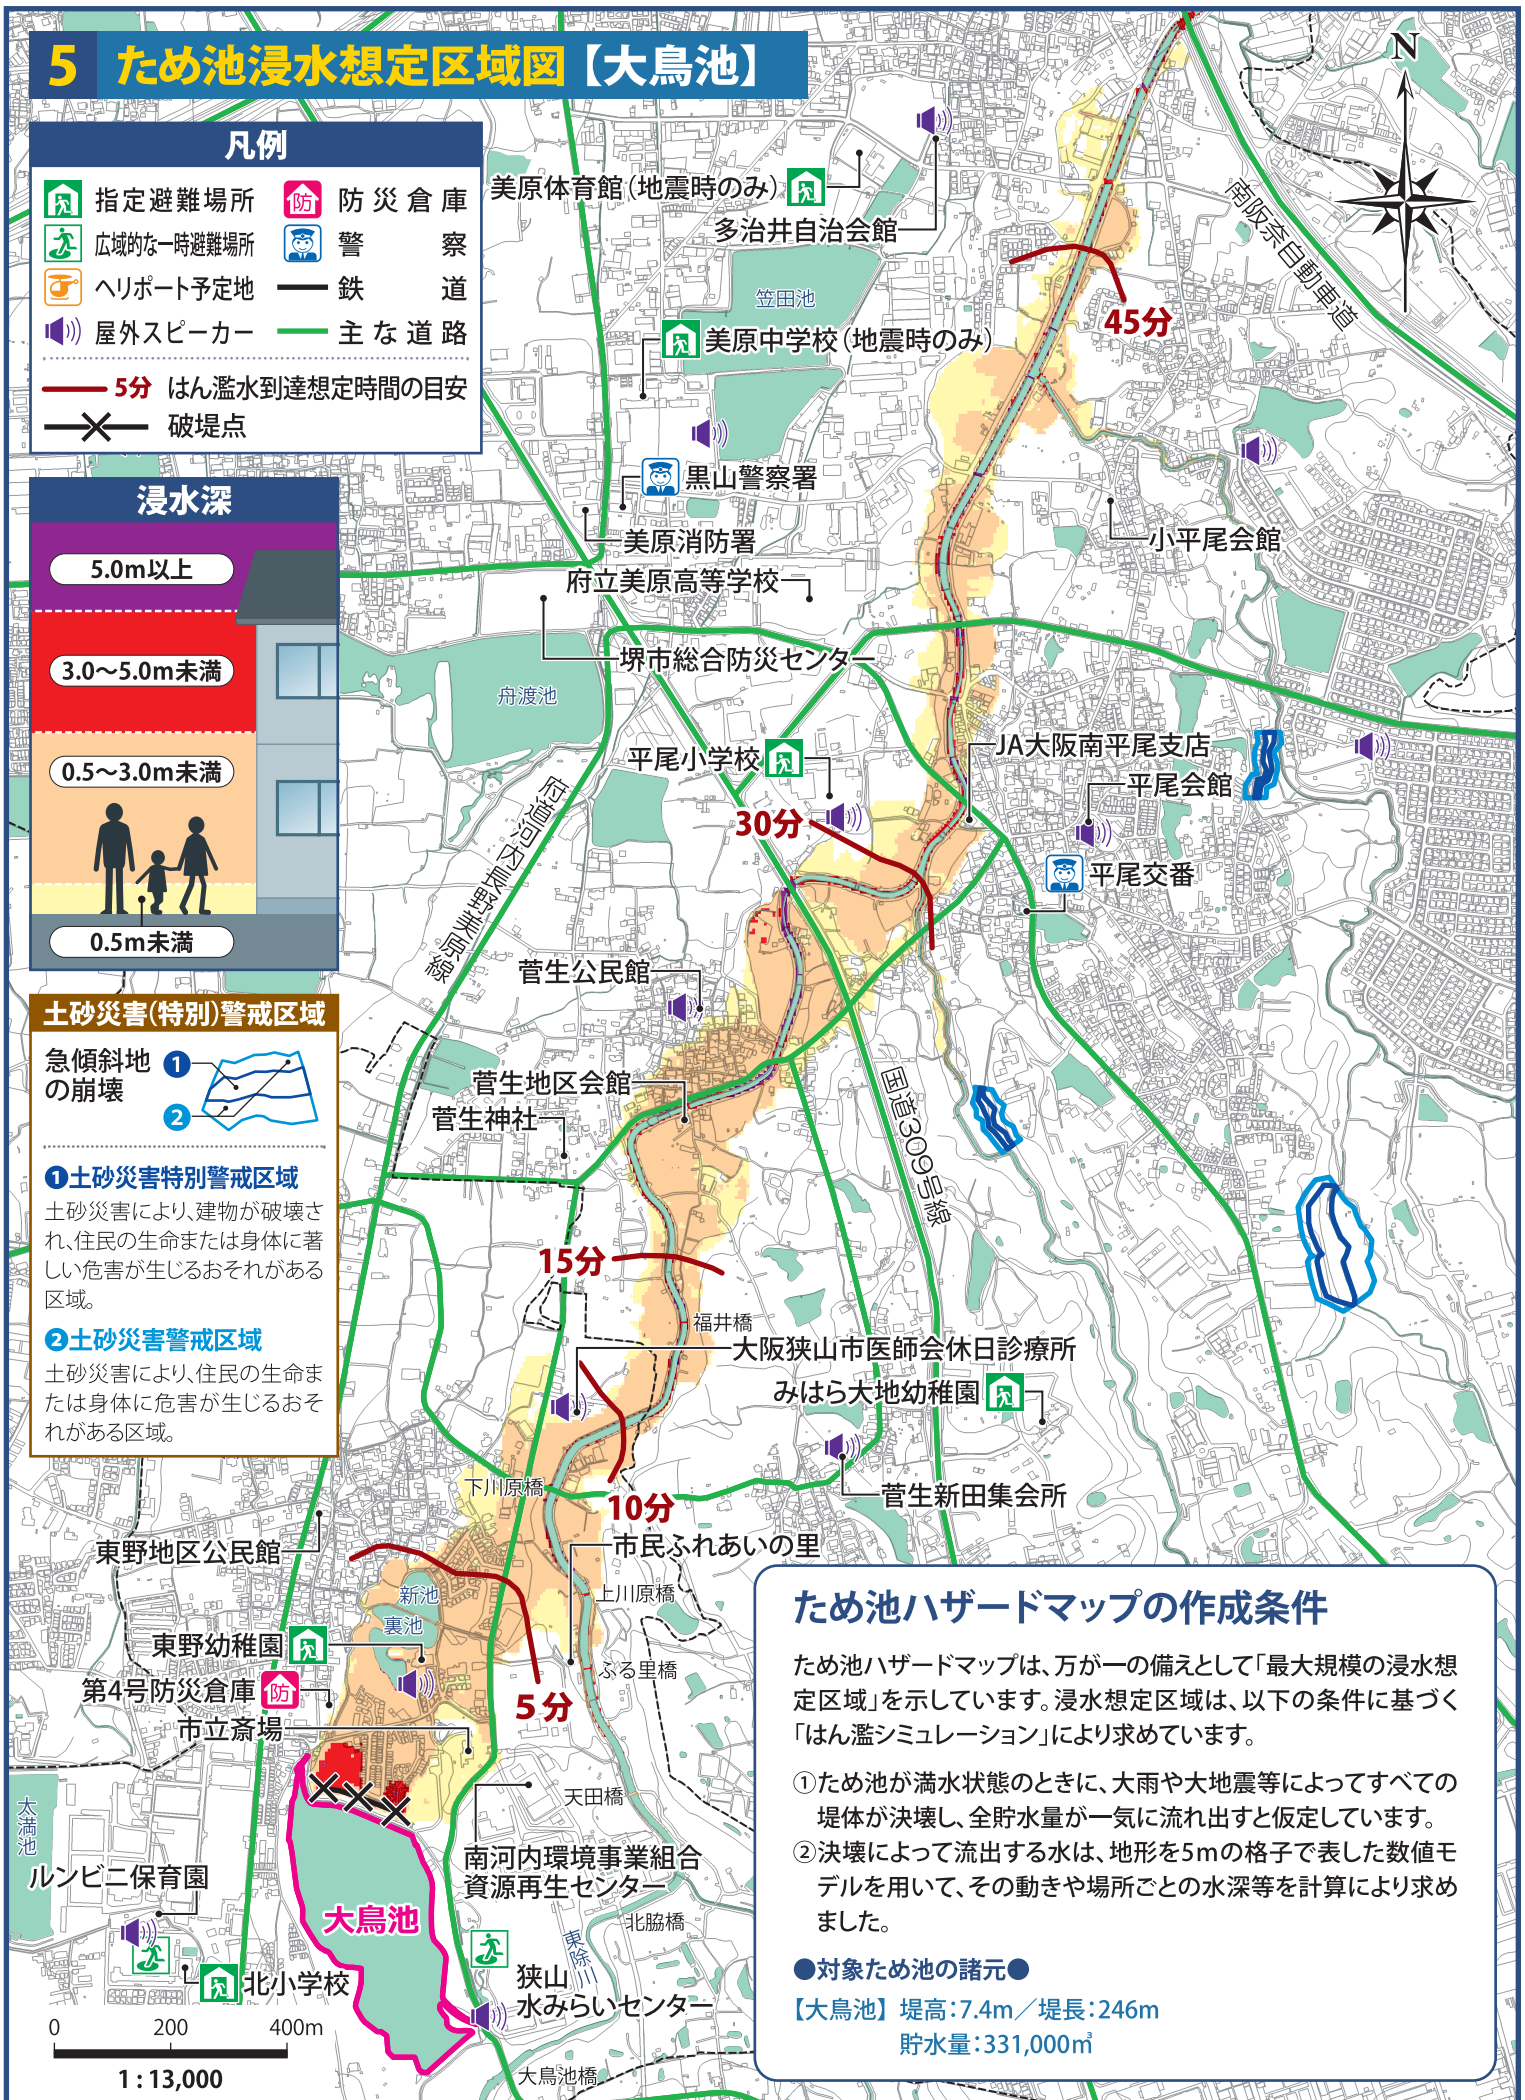 5 ため池浸水想定区域図【大鳥池】
凡例
指定避難場所
防災倉庫
防
広域的な一時避難場所
警察
ヘリポート予定地
鉄道
屋外スピーカー
主な道路
5分 はん濫水到達想定時間の目安
破堤点
浸水深
5.0m以上
3.0〜5.0m未満
0.5〜3.0m未満
0.5m未満
土砂災害(特別)警戒区域
急傾斜地
の崩壊
1
2
❶土砂災害特別警戒区域
土砂災害により、建物が破壊さ
れ、住民の生命または身体に著
しい危害が生じるおそれがある
区域。
❷土砂災害警戒区域
土砂災害により、住民の生命ま
たは身体に危害が生じるおそ
れがある区域。
N
美原体育館(地震時のみ)
多治井自治会館
南阪奈自動車道
笠田池
45分
美原中学校(地震時のみ)
黒山警察署
美原消防署
小平尾会館
府立美原高等学校
堺市総合防災センター
舟渡池
平尾小学校
JA大阪南平尾支店
平尾会館
府道河内長野美原線
30分
平尾交番
菅生公民館
菅生地区会館
菅生神社
国道309号線
15分
福井橋
大阪狭山市医師会休日診療所
みはら大地幼稚園
下川原橋
10分
菅生新田集会所
東野地区公民館
市民ふれあいの里
新池
上川原橋
裏池
東野幼稚園
ふる里橋
第4号防災倉庫
防
5分
市立斎場
天田橋
太満池
南河内環境事業組合
資源再生センター
ルンビニ保育園
大鳥池
北脇橋
東除川
狭山
水みらいセンター
北小学校
大鳥池橋
0 200 400m
1:13,000
ため池ハザードマップの作成条件
ため池ハザードマップは、万が一の備えとして「最大規模の浸水想
定区域」を示しています。浸水想定区域は、以下の条件に基づく
「はん濫シミュレーション」により求めています。
①ため池が満水状態のときに、大雨や大地震等によってすべての
堤体が決壊し、全貯水量が一気に流れ出すと仮定しています。
②決壊によって流出する水は、地形を5mの格子で表した数値モ
デルを用いて、その動きや場所ごとの水深等を計算により求め
ました。
●対象ため池の諸元●
【大鳥池】堤高:7.4m/堤長:246m
貯水量:331,000㎥